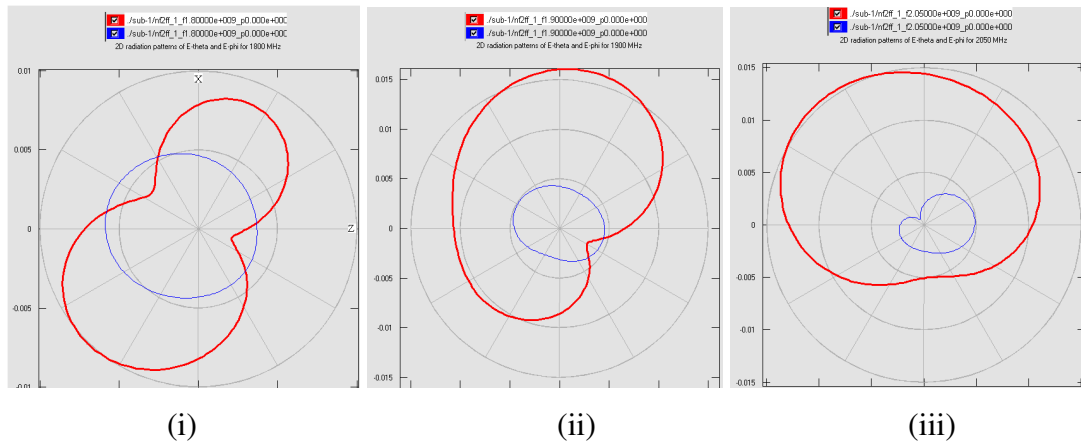 ./sub-1/nf2ff_1_f1.80000e+009_p0.000e+000
./sub-1/nf2ff_1_f1.80000e+009_p0.000e+000
2D radiation patterns of E-theta and E-phi for 1800 MHz
0.01
X
0.005
0
Z
-0.005
-0.01
(i)
./sub-1/nf2ff_1_f1.90000e+009_p0.000e+000
./sub-1/nf2ff_1_f1.90000e+009_p0.000e+000
2D radiation patterns of E-theta and E-phi for 1900 MHz
0.015
0.01
0.005
0
-0.005
-0.01
-0.015
(ii)
./sub-1/nf2ff_1_f2.05000e+009_p0.000e+000
./sub-1/nf2ff_1_f2.05000e+009_p0.000e+000
2D radiation patterns of E-theta and E-phi for 2050 MHz
0.015
0.01
0.005
0
-0.005
-0.01
-0.015
(iii)